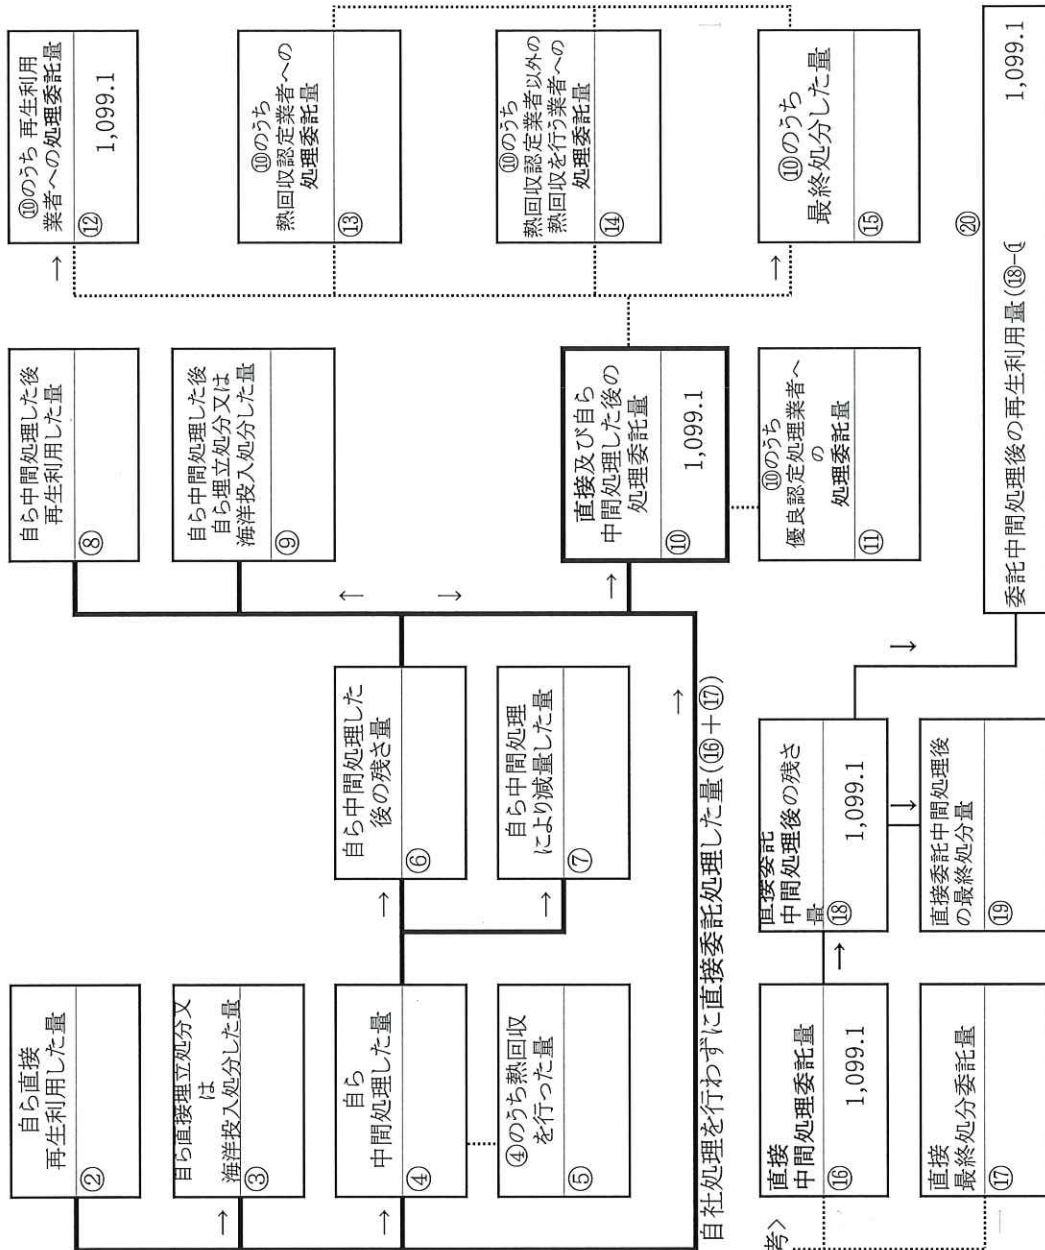 自ら直接
再生利用した量
②
自ら直接埋立処分又
は
海洋投入処分した量
③
自ら
中間処理した量
④
④のうち熱回収
を行った量
⑤
自ら中間処理した
後の残さ量
⑥
自ら中間処理
により減量した量
⑦
自ら中間処理した後
再生利用した量
⑧
自ら中間処理した後
自ら埋立処分又は
海洋投入処分した量
⑨
直接及び自ら
中間処理した後の
処理委託量
⑩
1,099.1
⑩のうち
優良認定処理業者へ
の
処理委託量
⑪
⑩のうち 再生利用
業者への処理委託量
⑫
1,099.1
⑩のうち
熱回収認定業者への
処理委託量
⑬
⑩のうち
熱回収認定業者以外の
熱回収を行う業者への
処理委託量
⑭
⑩のうち
最終処分した量
⑮
自社処理を行わずに直接委託処理した量(⑯+⑰)
考>
直接
中間処理委託量
⑯
1,099.1
直接
最終処分委託量
⑰
直接委託
中間処理後の残さ
量
⑱
1,099.1
直接委託中間処理後
の最終処分量
⑲
⑳
委託中間処理後の再生利用量(⑱-
1,099.1